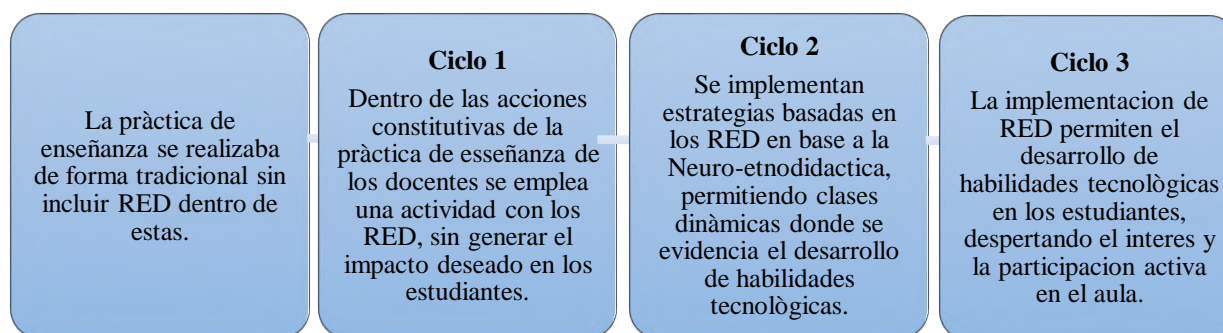 La pràctica de
enseñanza se realizaba
de forma tradicional sin
incluir RED dentro de
estas.
Ciclo 1
Dentro de las acciones
constitutivas de la
pràctica de esseñanza de
los docentes se emplea
una actividad con los
RED, sin generar el
impacto deseado en los
estudiantes.
Ciclo 2
Se implementan
estrategias basadas en
los RED en base a la
Neuro-etnodidactica,
permitiendo clases
dinàmicas donde se
evidencia el desarrollo
de habilidades
tecnològicas.
Ciclo 3
La implementacion de
RED permiten el
desarrollo de
habilidades tecnològicas
en los estudiantes,
despertando el interes y
la participacion activa
en el aula.